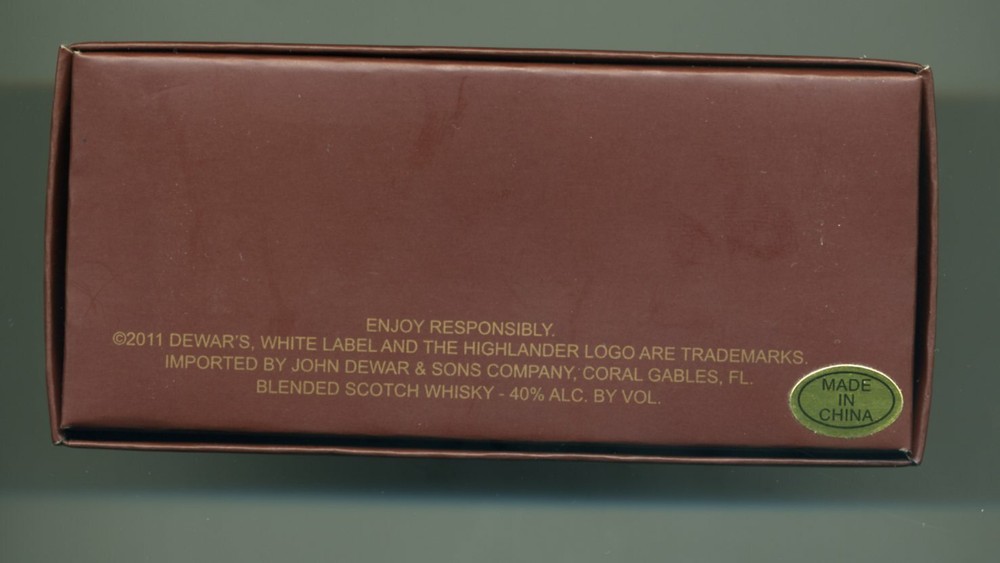 ENJOY RESPONSIBLY.
©2011 DEWAR'S, WHITE LABEL AND THE HIGHLANDER LOGO ARE TRADEMARKS.
IMPORTED BY JOHN DEWAR & SONS COMPANY, CORAL GABLES, FL.
BLENDED SCOTCH WHISKY - 40% ALC. BY VOL.
MADE
IN
CHINA